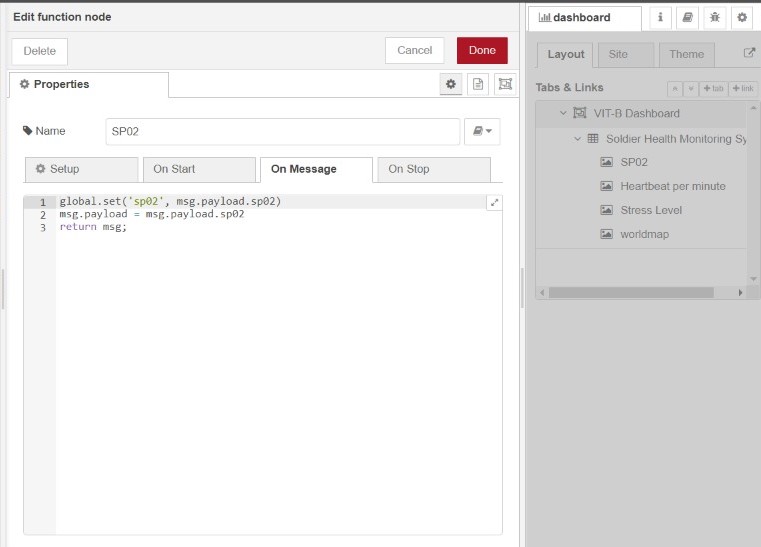 Edit function node
Delete
Cancel
Done
Properties
Name
SP02
Setup
On Start
On Message
On Stop
1 global.set('sp02', msg.payload.sp02)
2 msg.payload = msg.payload.sp02
3 return msg;
dashboard
i
Layout
Site
Theme
Tabs & Links
+tab
+link
VIT-B Dashboard
Soldier Health Monitoring Sy
SP02
Heartbeat per minute
Stress Level
worldmap